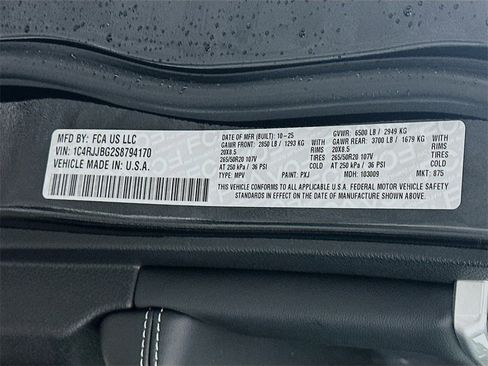 MFD BY: FCA US LLC
VIN: 1C4RJJBGZS8794170
VEHICLE MADE IN: U.S.A.
DATE OF MFR (BUILT): 10-25 GVWR: 6500 LB / 2949 KG
GAWR FRONT: 2850 LB / 1293 KG WITH GAWR REAR: 3700 LB / 1679 KG WITH
20X8.5 RIMS 20X8.5 RIMS
265/50R20 107V TIRES 265/50R20 107V TIRES
AT 250 kPa / 36 PSI AT 250 kPa / 36 PSI
TYPE: MPV PAINT: PXJ MDH: 103009 MKT: 875
THIS VEHICLE CONFORMS TO ALL APPLICABLE U.S.A. FEDERAL MOTOR VEHICLE SAFETY
STANDARDS IN EFFECT ON THE DATE OF MANUFACTURE SHOWN ABOVE.